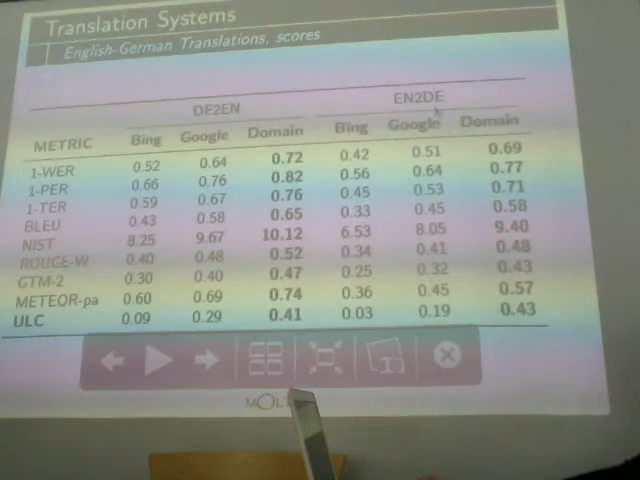 Translation Systems
English-German Translations, scores
DE2EN EN2DE
METRIC Bing Google Domain Bing Google Domain
1-WER 0.52 0.64 0.72 0.42 0.51 0.69
1-PER 0.66 0.76 0.82 0.56 0.64 0.77
1-TER 0.59 0.67 0.76 0.45 0.53 0.71
BLEU 0.43 0.58 0.65 0.33 0.45 0.58
NIST 8.25 9.67 10.12 6.53 8.05 9.40
ROUGE-W 0.40 0.48 0.52 0.34 0.41 0.48
GTM-2 0.30 0.40 0.47 0.25 0.32 0.43
METEOR-pa 0.60 0.69 0.74 0.36 0.45 0.57
ULC 0.09 0.29 0.41 0.03 0.19 0.43
1